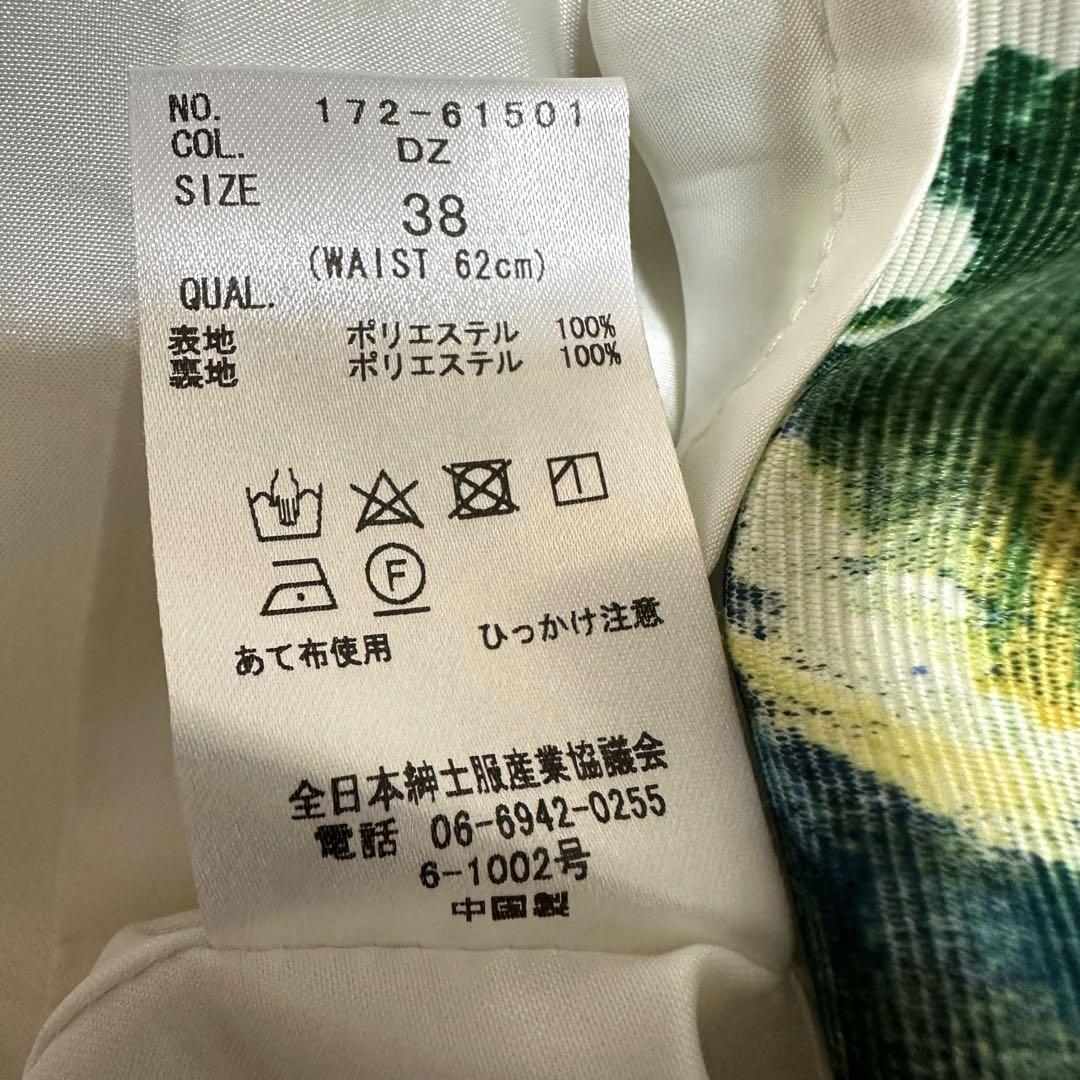 NO. 172-61501
COL. DZ
SIZE 38
(WAIST 62cm)
QUAL.
表地 ポリエステル 100%
裏地 ポリエステル 100%
F
あて布使用 ひっかけ注意
全日本紳士服産業協議会
電話 06-6942-0255
6-1002号
中国製